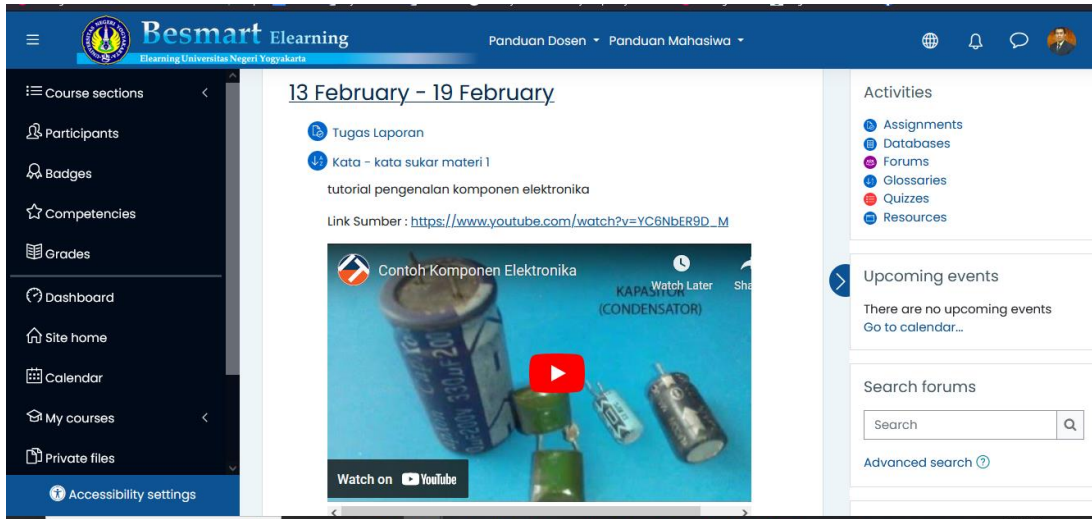 Besmart Elearning
Elearning Universitas Negeri Yogyakarta
Panduan Dosen
Panduan Mahasiwa
Course sections
Participants
Badges
Competencies
Grades
Dashboard
Site home
Calendar
My courses
Private files
Accessibility settings
13 February - 19 February
Tugas Laporan
Kata - kata sukar materi 1
tutorial pengenalan komponen elektronika
Link Sumber : https://www.youtube.com/watch?v=YC6NbER9D_M
Contoh Komponen Elektronika
Watch Later
Sha
KAPASITOR
(CONDENSATOR)
330µF
Watch on YouTube
Activities
Assignments
Databases
Forums
Glossaries
Quizzes
Resources
Upcoming events
There are no upcoming events
Go to calendar...
Search forums
Search
Advanced search